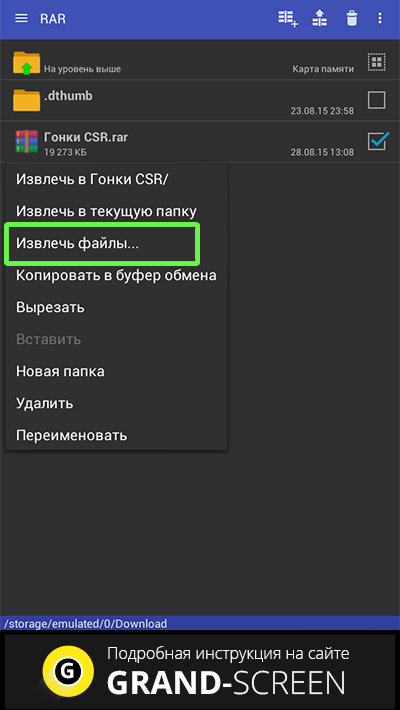 RAR
На уровень выше
Карта памяти
.dthumb
23.08.15 23:58
Гонки CSR.rar
19 273 КБ
28.08.15 13:08
Извлечь в Гонки CSR/
Извлечь в текущую папку
Извлечь файлы...
Копировать в буфер обмена
Вырезать
Вставить
Новая папка
Удалить
Переименовать
/storage/emulated/0/Download
G
Подробная инструкция на сайте
GRAND-SCREEN